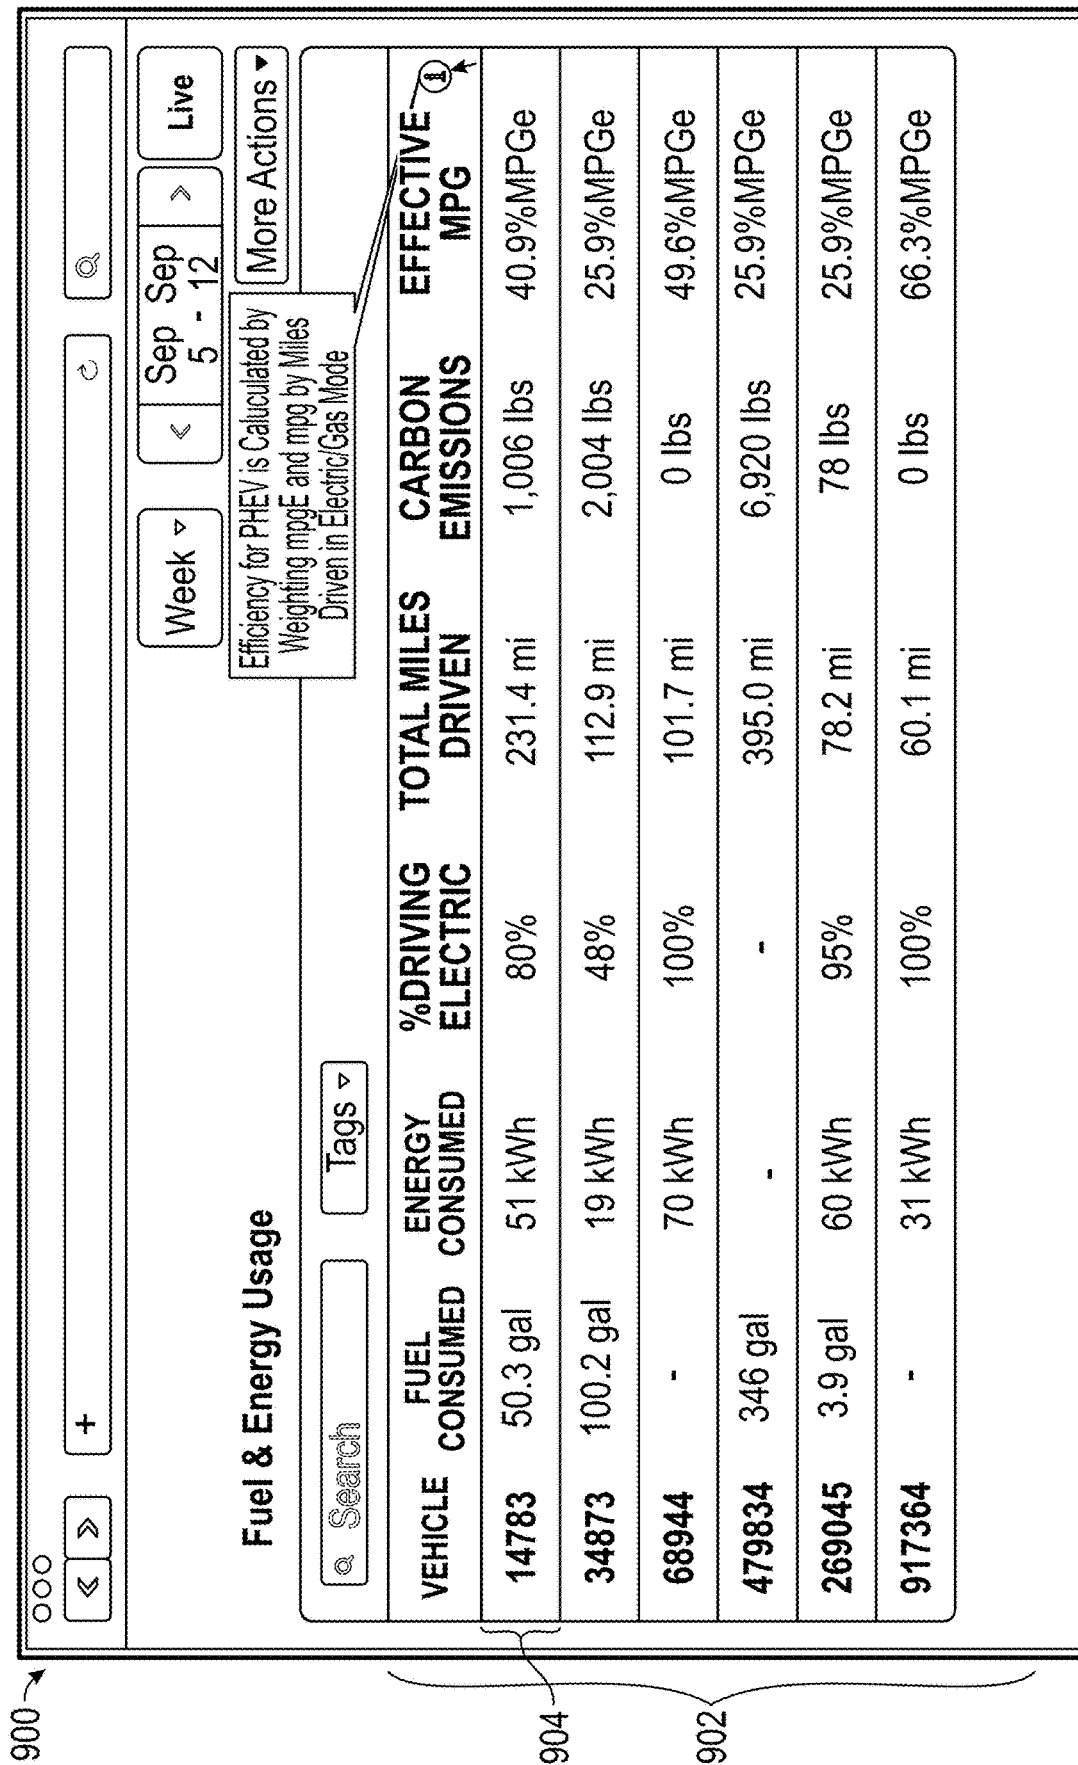 900
+
Week
Sep 5 - Sep 12
Live
Fuel & Energy Usage
More Actions
Efficiency for PHEV is Caluculated by
Weighting mpgE and mpg by Miles
Driven in Electric/Gas Mode
Search
Tags
VEHICLE FUEL CONSUMED ENERGY CONSUMED %DRIVING ELECTRIC TOTAL MILES DRIVEN CARBON EMISSIONS EFFECTIVE MPG i
14783 50.3 gal 51 kWh 80% 231.4 mi 1,006 lbs 40.9%MPGe
34873 100.2 gal 19 kWh 48% 112.9 mi 2,004 lbs 25.9%MPGe
68944 - 70 kWh 100% 101.7 mi 0 lbs 49.6%MPGe
479834 346 gal - - 395.0 mi 6,920 lbs 25.9%MPGe
269045 3.9 gal 60 kWh 95% 78.2 mi 78 lbs 25.9%MPGe
917364 - 31 kWh 100% 60.1 mi 0 lbs 66.3%MPGe
904
902